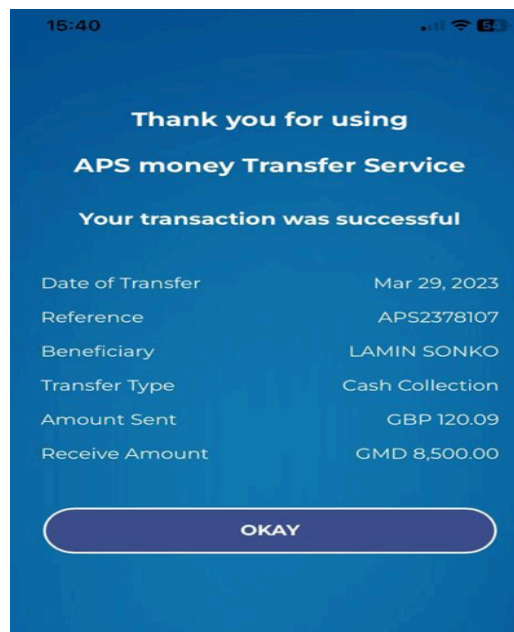 15:40
54
Thank you for using
APS money Transfer Service
Your transaction was successful
Date of Transfer Mar 29, 2023
Reference APS2378107
Beneficiary LAMIN SONKO
Transfer Type Cash Collection
Amount Sent GBP 120.09
Receive Amount GMD 8,500.00
OKAY